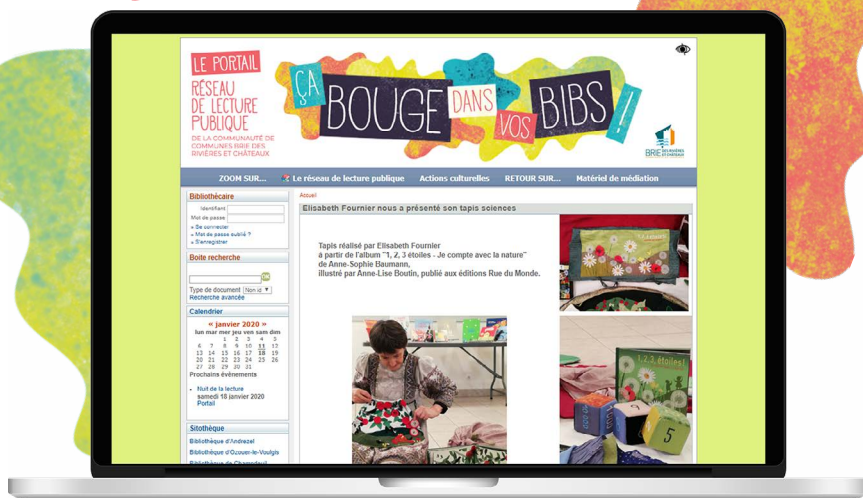 LE PORTAIL
RÉSEAU
DE LECTURE
PUBLIQUE
DE LA COMMUNAUTÉ DE
COMMUNES BRIE DES
RIVIÈRES ET CHÂTEAUX
ÇA BOUGE DANS VOS BIBS !
BRIE DES RIVIÈRES ET CHÂTEAUX
ZOOM SUR... Le réseau de lecture publique Actions culturelles RETOUR SUR... Matériel de médiation
Bibliothécaire
Identifiant
Mot de passe
» Se connecter
» Mot de passe oublié ?
» S'enregistrer
Boite recherche
Type de document Non id ▼
Recherche avancée
Calendrier
« janvier 2020 »
lun mar mer jeu ven sam dim
1 2 3 4 5
6 7 8 9 10 11 12
13 14 15 16 17 18 19
20 21 22 23 24 25 26
27 28 29 30 31
Prochains évènements
Nuit de la lecture
samedi 18 janvier 2020
Portail
Sitothèque
Bibliothèque d'Andrezel
Bibliothèque d'Ozouer-le-Voulgis
Bibliothèque de Champdeuil
Accueil
Elisabeth Fournier nous a présenté son tapis sciences
Tapis réalisé par Elisabeth Fournier
à partir de l'album "1, 2, 3 étoiles - Je compte avec la nature"
de Anne-Sophie Baumann,
illustré par Anne-Lise Boutin, publié aux éditions Rue du Monde.
1, 2, 3, étoiles !
5